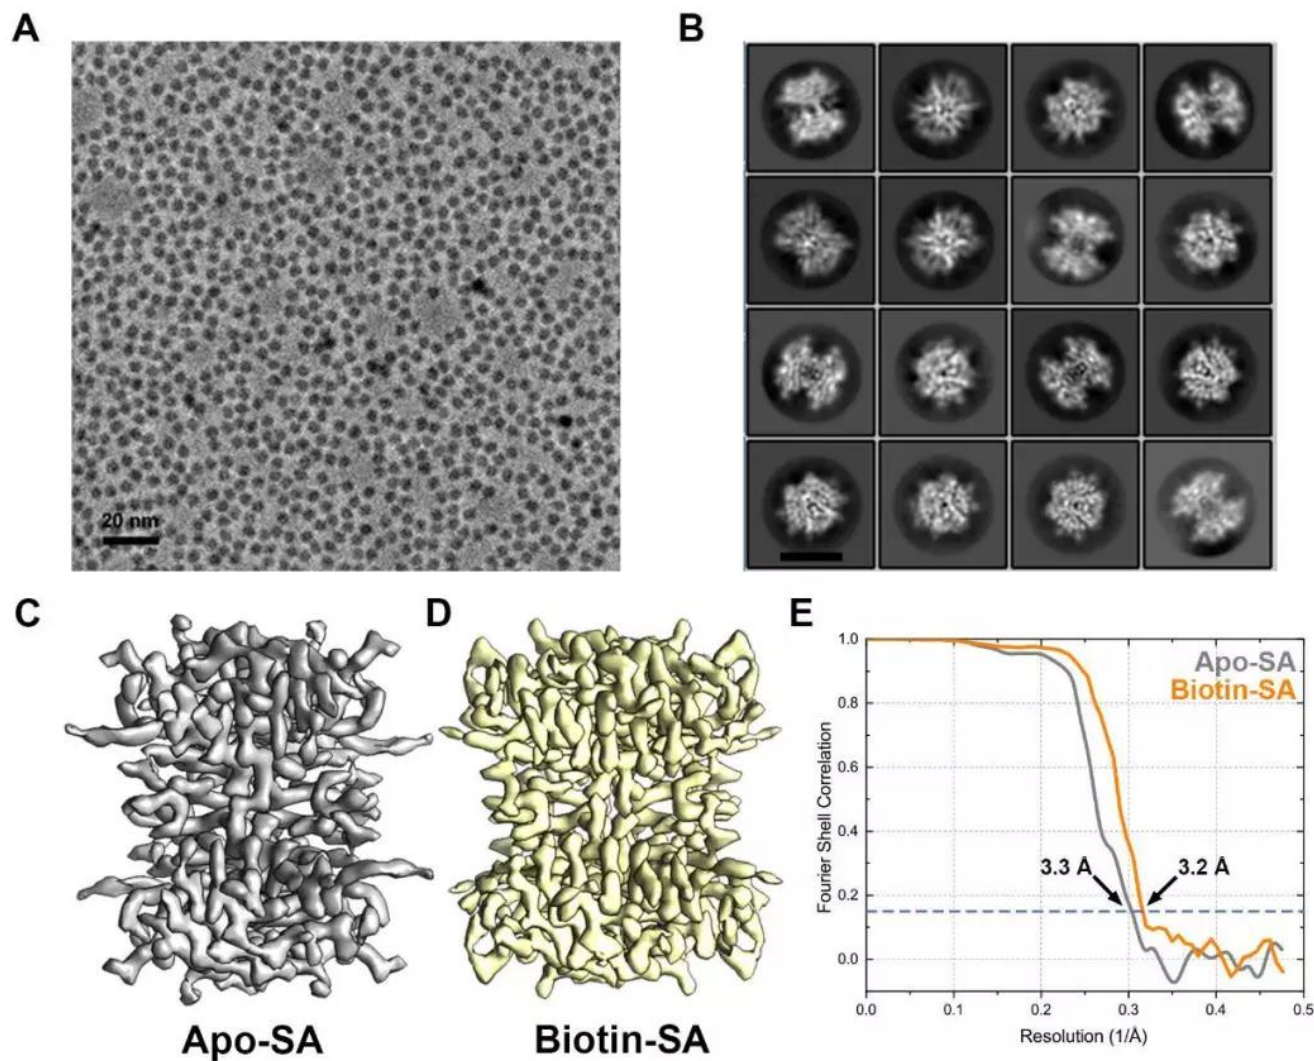 A
B
20 nm
C
D
E
Apo-SA
Biotin-SA
1.0
0.8
0.6
0.4
0.2
0.0
Fourier Shell Correlation
Apo-SA
Biotin-SA
3.3 Å
3.2 Å
0.0
0.1
0.2
0.3
0.4
0.5
Resolution (1/Å)